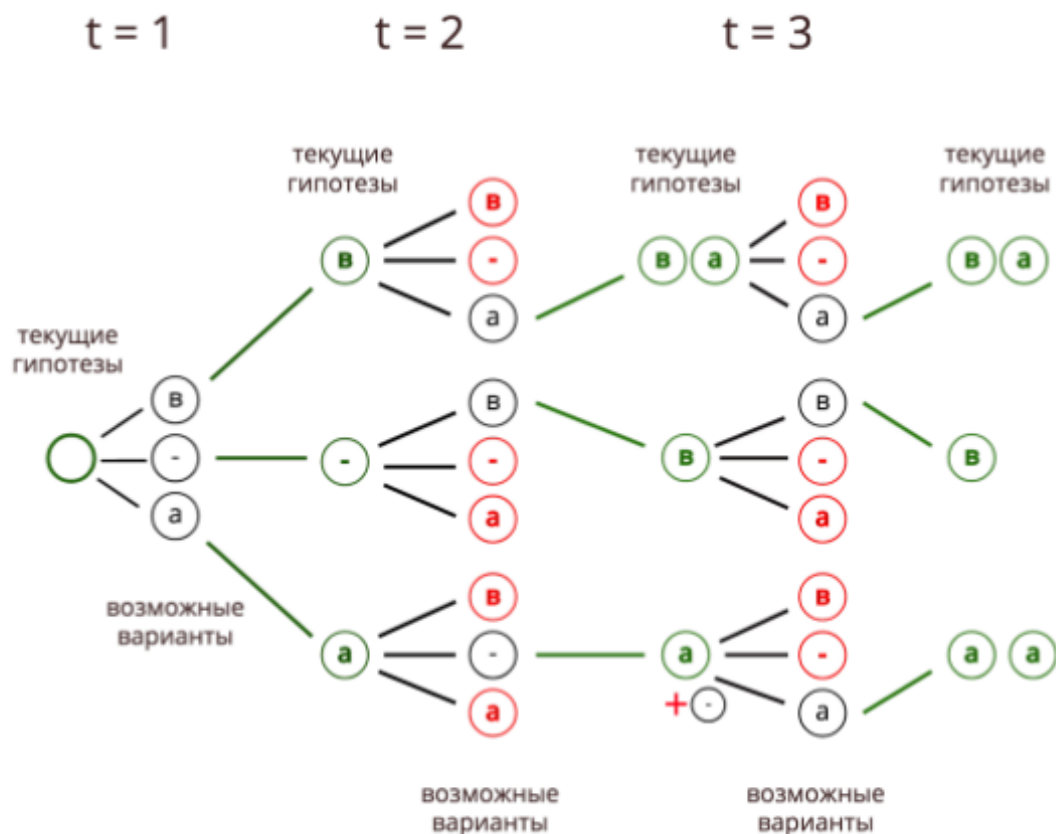 t = 1 t = 2 t = 3
текущие текущие текущие
гипотезы гипотезы гипотезы
в в
-
в в а - в а
а а
текущие
гипотезы
в в в
- - - в - в
а а а
возможные
варианты
в в
а - а - а а
+ -
а а
возможные возможные
варианты варианты